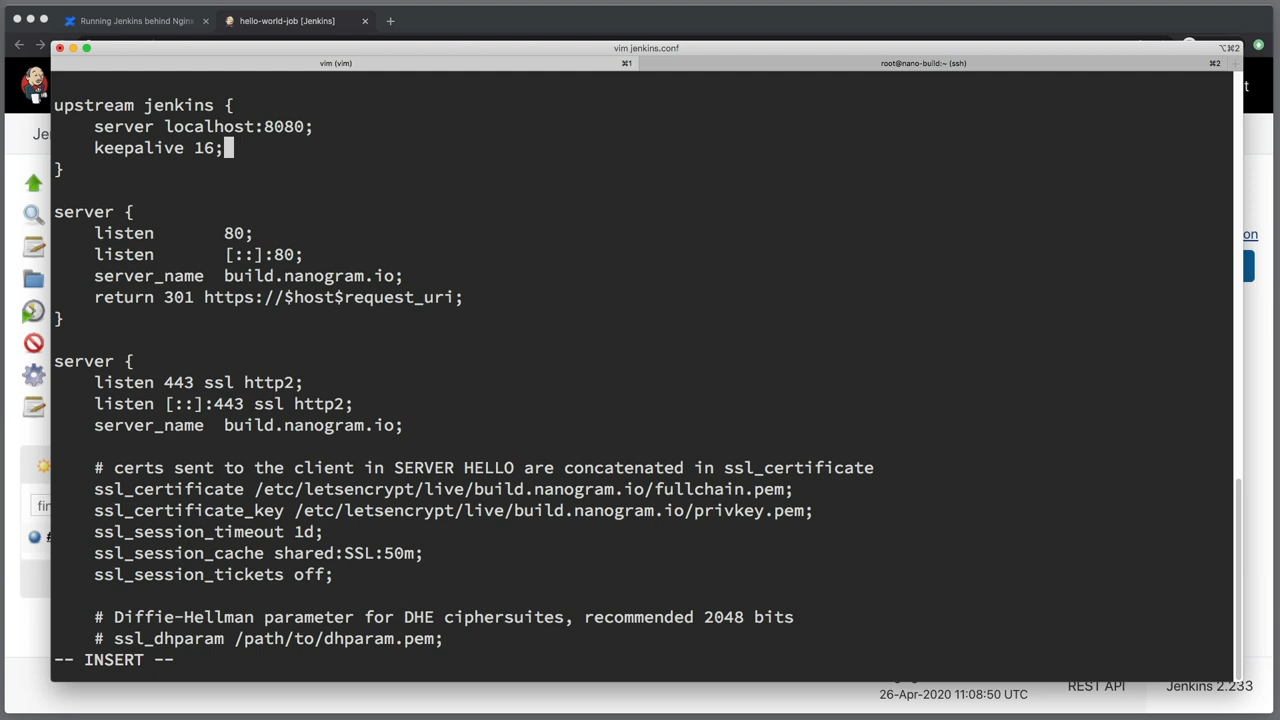 Running Jenkins behind Nginx
hello-world-job [Jenkins]
vim jenkins.conf
⌥⌘2
vim (vim)
⌘1
root@nano-build:~ (ssh)
⌘2
upstream jenkins {
    server localhost:8080;
    keepalive 16;
}
server {
    listen       80;
    listen       [::]:80;
    server_name  build.nanogram.io;
    return 301 https://$host$request_uri;
}
server {
    listen 443 ssl http2;
    listen [::]:443 ssl http2;
    server_name  build.nanogram.io;
    # certs sent to the client in SERVER HELLO are concatenated in ssl_certificate
    ssl_certificate /etc/letsencrypt/live/build.nanogram.io/fullchain.pem;
    ssl_certificate_key /etc/letsencrypt/live/build.nanogram.io/privkey.pem;
    ssl_session_timeout 1d;
    ssl_session_cache shared:SSL:50m;
    ssl_session_tickets off;
    # Diffie-Hellman parameter for DHE ciphersuites, recommended 2048 bits
    # ssl_dhparam /path/to/dhparam.pem;
-- INSERT --
Je
on
fin
26-Apr-2020 11:08:50 UTC
REST API
Jenkins 2.233